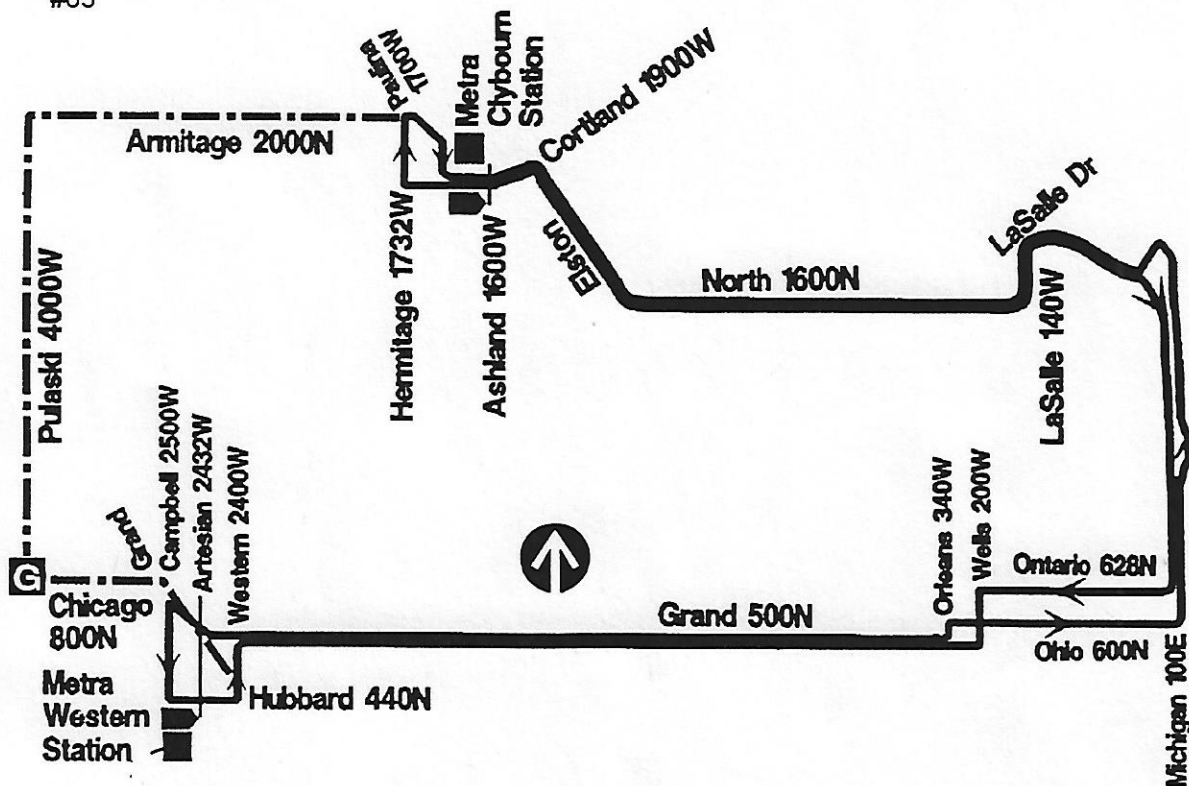 #65
Paulina
1700W
Metra
Clybourn
Station
Cortland 1900W
Armitage 2000N
Hermitage 1732W
Ashland 1600W
Elston
North 1600N
LaSalle Dr
LaSalle 140W
Pulaski 4000W
Grand
Campbell 2500W
Artesian 2432W
Western 2400W
G
Chicago
800N
Metra
Western
Station
Hubbard 440N
Grand 500N
Orleans 340W
Wells 200W
Ontario 628N
Ohio 600N
Michigan 100E